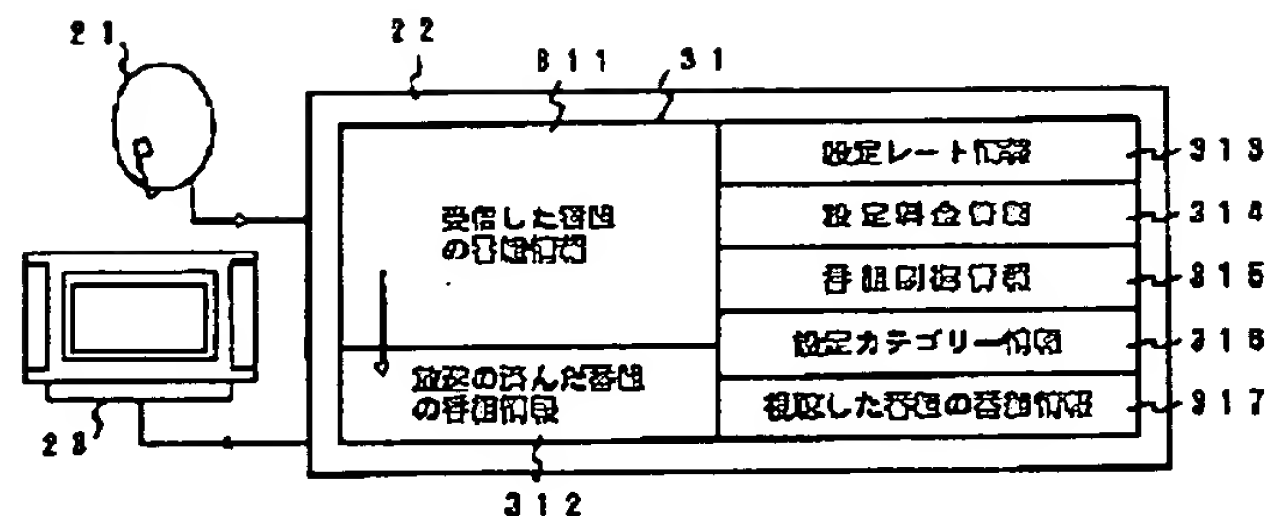 21
22
311
31
設定レート情報
313
受信した番組
の番組情報
設定料金情報
314
番組制御情報
315
設定カテゴリー情報
316
放送の済んだ番組
の番組情報
視聴した番組の番組情報
317
23
312